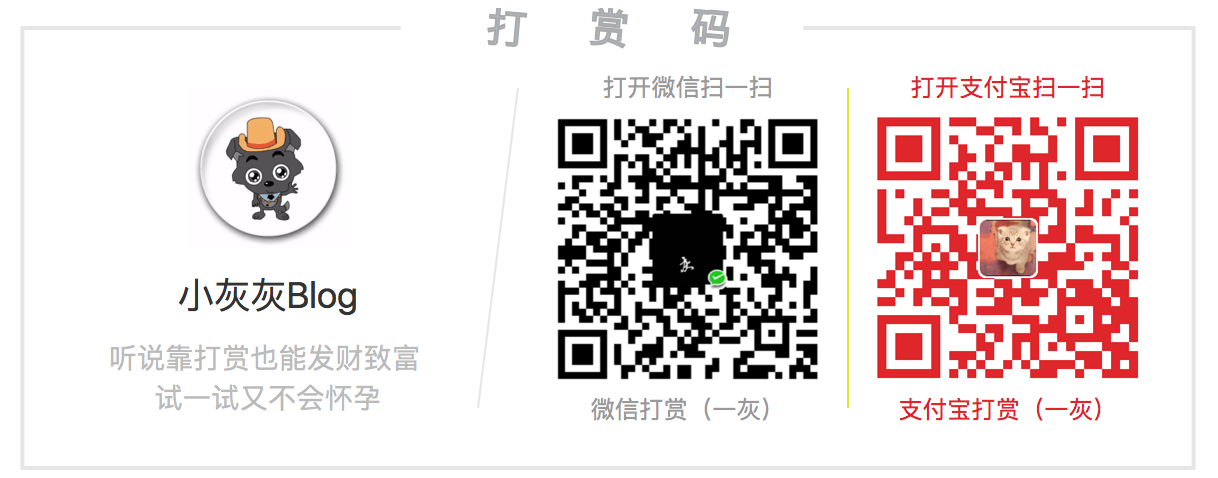 打 赏 码
小灰灰Blog
听说靠打赏也能发财致富
试一试又不会怀孕
打开微信扫一扫
微信打赏（一灰）
打开支付宝扫一扫
支付宝打赏（一灰）